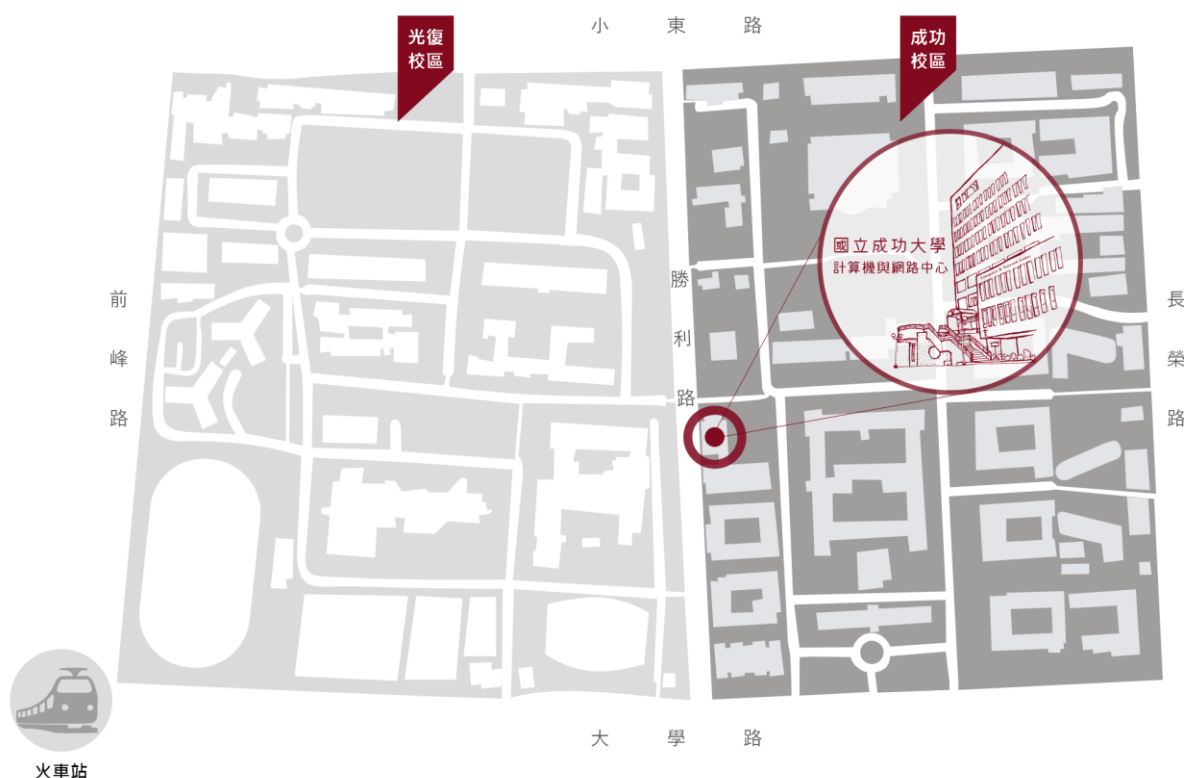 小東路
光復
校區
成功
校區
國立成功大學
計算機與網路中心
前峰路
勝利路
長榮路
大學路
火車站